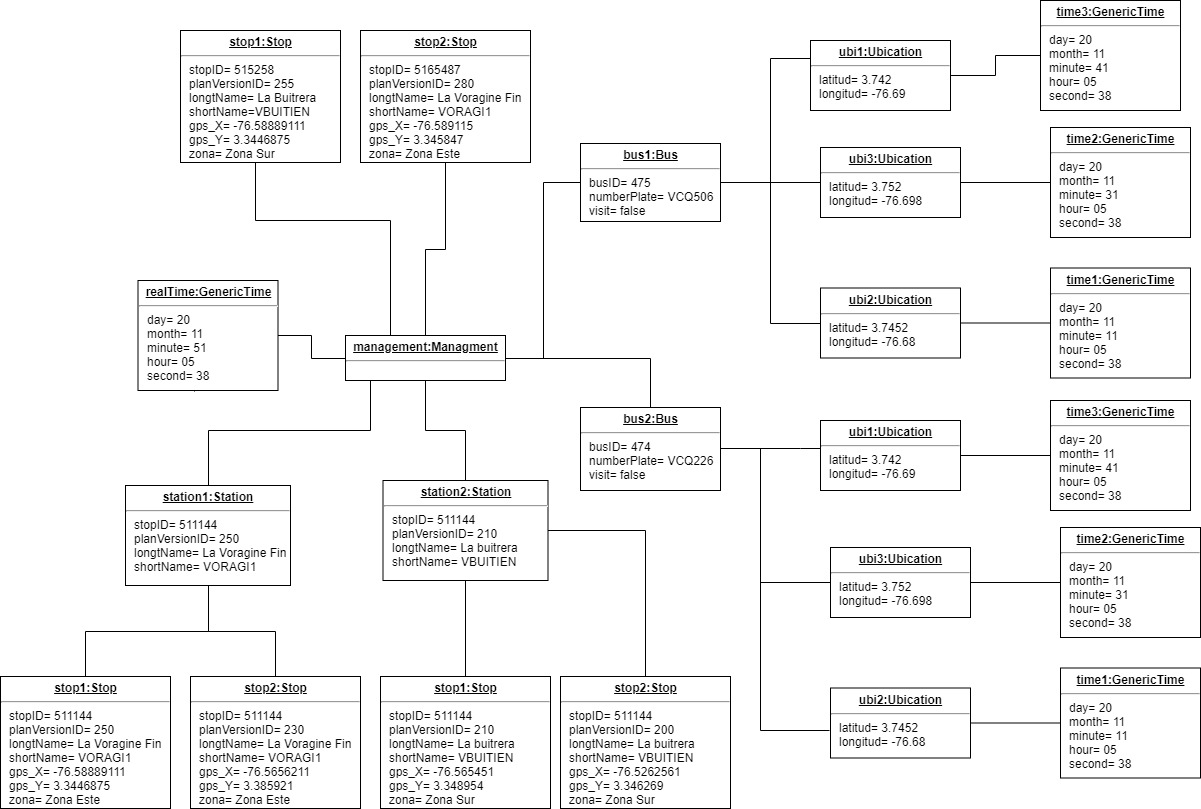 stop1:Stop
stopID= 515258
planVersionID= 255
longtName= La Buitrera
shortName=VBUITIEN
gps_X= -76.58889111
gps_Y= 3.3446875
zona= Zona Sur
stop2:Stop
stopID= 5165487
planVersionID= 280
longtName= La Voragine Fin
shortName= VORAGI1
gps_X= -76.589115
gps_Y= 3.345847
zona= Zona Este
realTime:GenericTime
day= 20
month= 11
minute= 51
hour= 05
second= 38
management:Managment
bus1:Bus
busID= 475
numberPlate= VCQ506
visit= false
ubi1:Ubication
latitud= 3.742
longitud= -76.69
time3:GenericTime
day= 20
month= 11
minute= 41
hour= 05
second= 38
ubi3:Ubication
latitud= 3.752
longitud= -76.698
time2:GenericTime
day= 20
month= 11
minute= 31
hour= 05
second= 38
ubi2:Ubication
latitud= 3.7452
longitud= -76.68
time1:GenericTime
day= 20
month= 11
minute= 11
hour= 05
second= 38
bus2:Bus
busID= 474
numberPlate= VCQ226
visit= false
ubi1:Ubication
latitud= 3.742
longitud= -76.69
time3:GenericTime
day= 20
month= 11
minute= 41
hour= 05
second= 38
ubi3:Ubication
latitud= 3.752
longitud= -76.698
time2:GenericTime
day= 20
month= 11
minute= 31
hour= 05
second= 38
ubi2:Ubication
latitud= 3.7452
longitud= -76.68
time1:GenericTime
day= 20
month= 11
minute= 11
hour= 05
second= 38
station1:Station
stopID= 511144
planVersionID= 250
longtName= La Voragine Fin
shortName= VORAGI1
station2:Station
stopID= 511144
planVersionID= 210
longtName= La buitrera
shortName= VBUITIEN
stop1:Stop
stopID= 511144
planVersionID= 250
longtName= La Voragine Fin
shortName= VORAGI1
gps_X= -76.58889111
gps_Y= 3.3446875
zona= Zona Este
stop2:Stop
stopID= 511144
planVersionID= 230
longtName= La Voragine Fin
shortName= VORAGI1
gps_X= -76.5656211
gps_Y= 3.385921
zona= Zona Este
stop1:Stop
stopID= 511144
planVersionID= 210
longtName= La buitrera
shortName= VBUITIEN
gps_X= -76.565451
gps_Y= 3.348954
zona= Zona Sur
stop2:Stop
stopID= 511144
planVersionID= 200
longtName= La buitrera
shortName= VBUITIEN
gps_X= -76.5262561
gps_Y= 3.346269
zona= Zona Sur